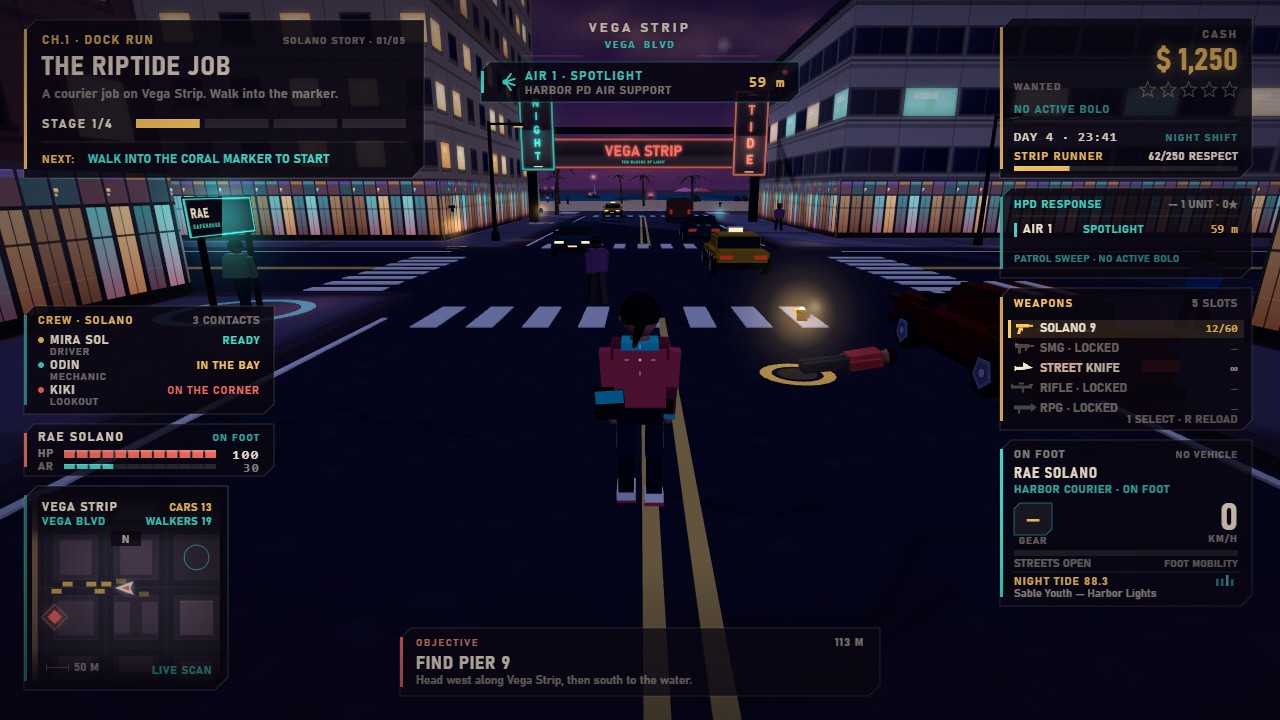 CH.1 · DOCK RUN
SOLANO STORY · 01/05
THE RIPTIDE JOB
A courier job on Vega Strip. Walk into the marker.
STAGE 1/4
NEXT: WALK INTO THE CORAL MARKER TO START
VEGA STRIP
VEGA BLVD
AIR 1 · SPOTLIGHT
HARBOR PD AIR SUPPORT
59 m
CASH
$ 1,250
WANTED
NO ACTIVE BOLO
DAY 4 · 23:41
NIGHT SHIFT
STRIP RUNNER
62/250 RESPECT
NIGHT
TIDE
VEGA STRIP
TEN BLOCKS OF LIGHT
RAE
SAFEHOUSE
HPD RESPONSE
— 1 UNIT · 0★
AIR 1 SPOTLIGHT 59 m
PATROL SWEEP · NO ACTIVE BOLO
WEAPONS
5 SLOTS
SOLANO 9 12/60
SMG · LOCKED —
STREET KNIFE ∞
RIFLE · LOCKED —
RPG · LOCKED —
1 SELECT · R RELOAD
CREW · SOLANO
3 CONTACTS
MIRA SOL READY
DRIVER
ODIN IN THE BAY
MECHANIC
KIKI ON THE CORNER
LOOKOUT
RAE SOLANO
ON FOOT
HP 100
AR 30
VEGA STRIP CARS 13
VEGA BLVD WALKERS 19
N
50 M
LIVE SCAN
ON FOOT
NO VEHICLE
RAE SOLANO
HARBOR COURIER · ON FOOT
—
GEAR
0
KM/H
STREETS OPEN
FOOT MOBILITY
NIGHT TIDE 88.3
Sable Youth — Harbor Lights
OBJECTIVE
113 M
FIND PIER 9
Head west along Vega Strip, then south to the water.